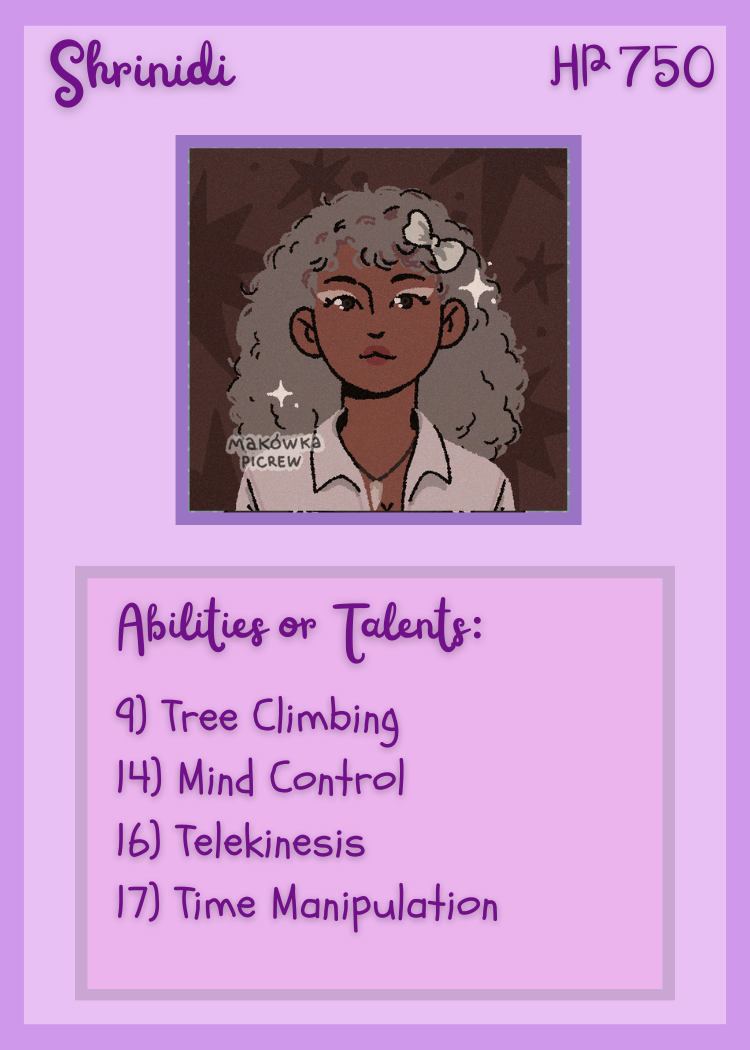 Shrinidi
HP 750
MAKÓWKA
PICREW
Abilities or Talents:
9) Tree Climbing
14) Mind Control
16) Telekinesis
17) Time Manipulation